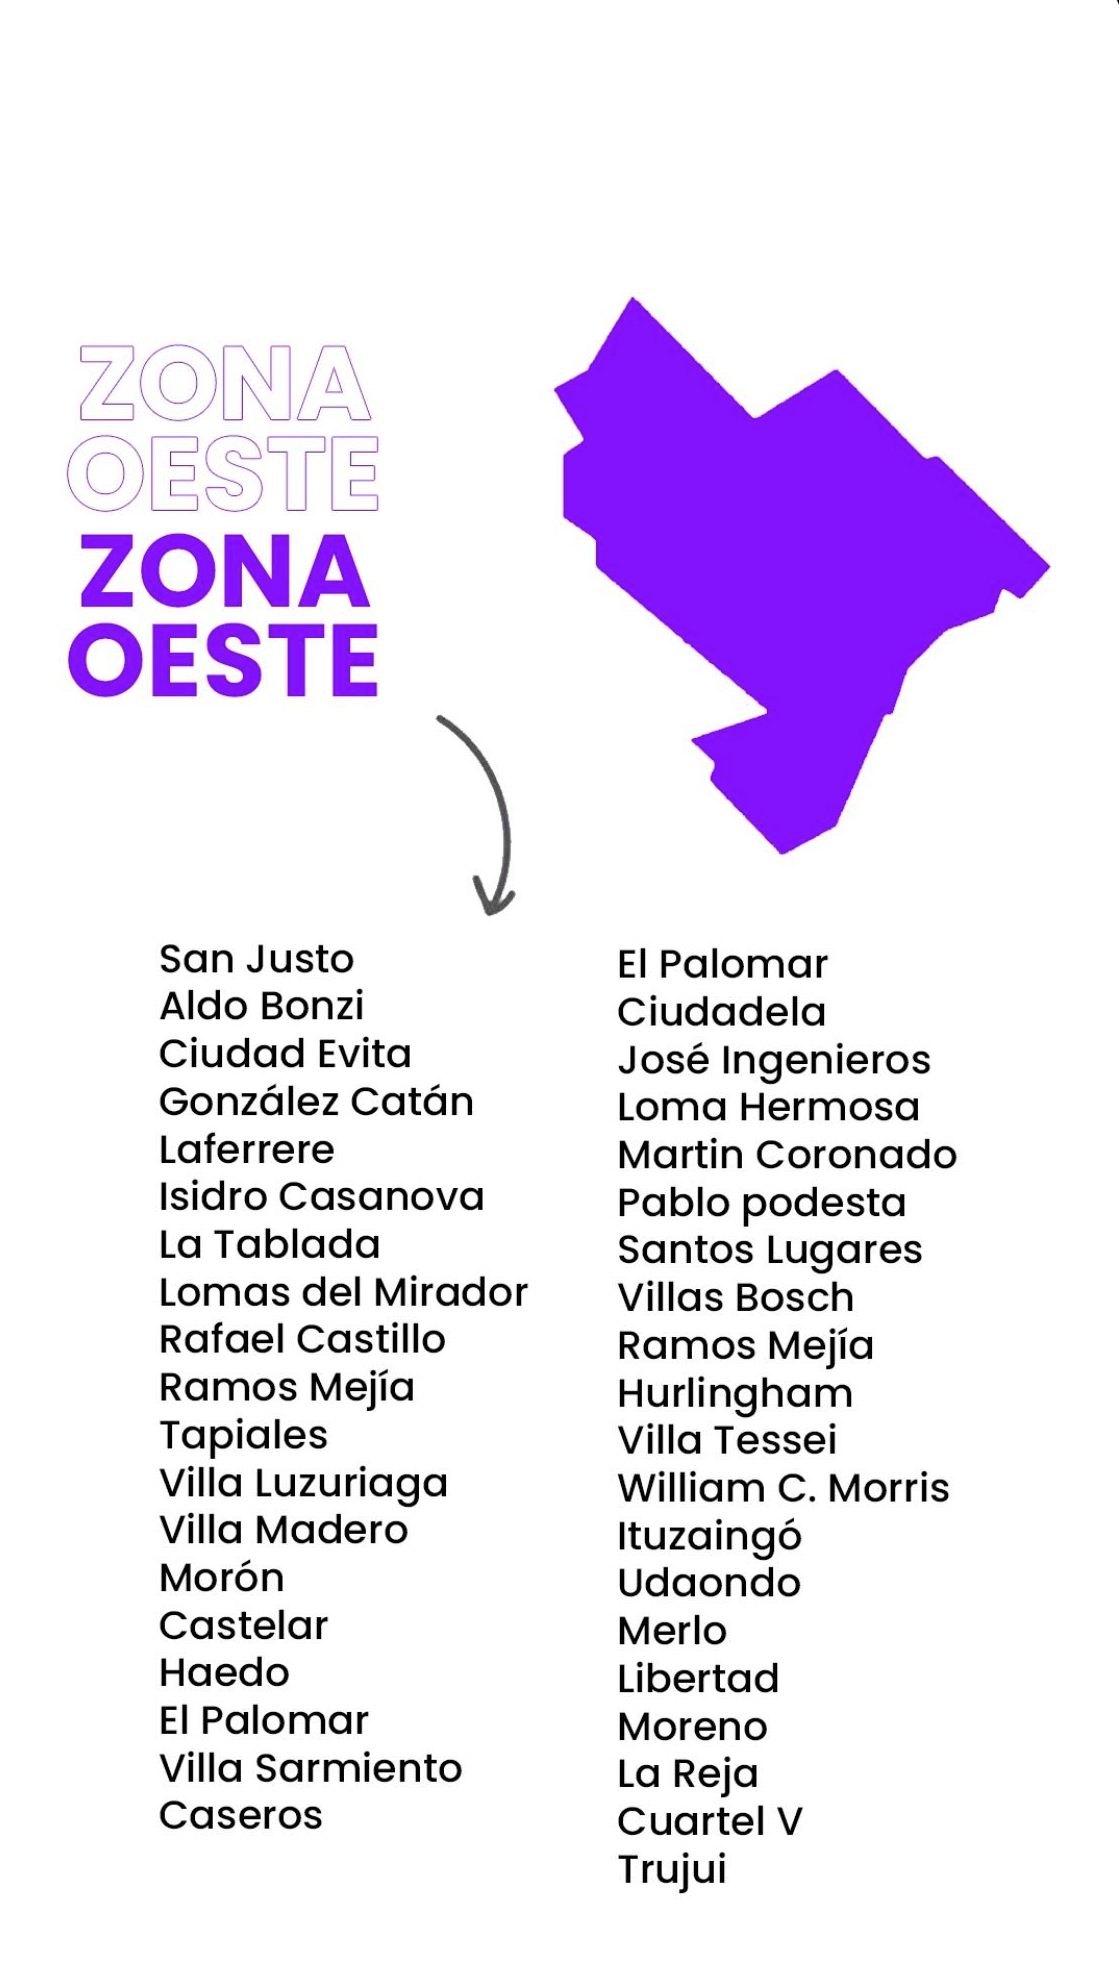 ZONA
OESTE
ZONA
OESTE
San Justo
Aldo Bonzi
Ciudad Evita
González Catán
Laferrere
Isidro Casanova
La Tablada
Lomas del Mirador
Rafael Castillo
Ramos Mejía
Tapiales
Villa Luzuriaga
Villa Madero
Morón
Castelar
Haedo
El Palomar
Villa Sarmiento
Caseros
El Palomar
Ciudadela
José Ingenieros
Loma Hermosa
Martin Coronado
Pablo podesta
Santos Lugares
Villas Bosch
Ramos Mejía
Hurlingham
Villa Tessei
William C. Morris
Ituzaingó
Udaondo
Merlo
Libertad
Moreno
La Reja
Cuartel V
Trujui